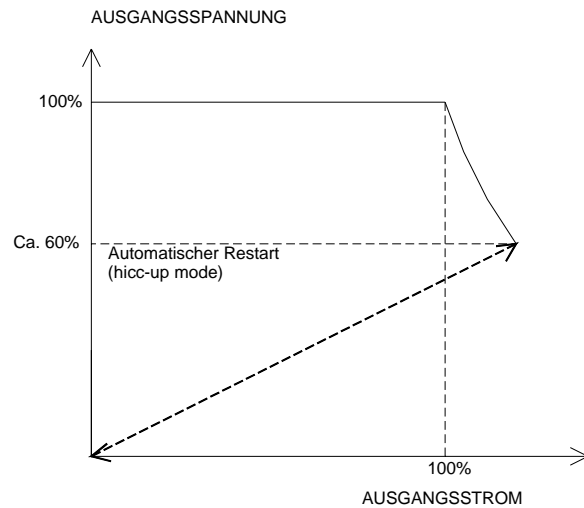 AUSGANGSSPANNUNG
100%
Ca. 60%
Automatischer Restart
(hicc-up mode)
100%
AUSGANGSSTROM